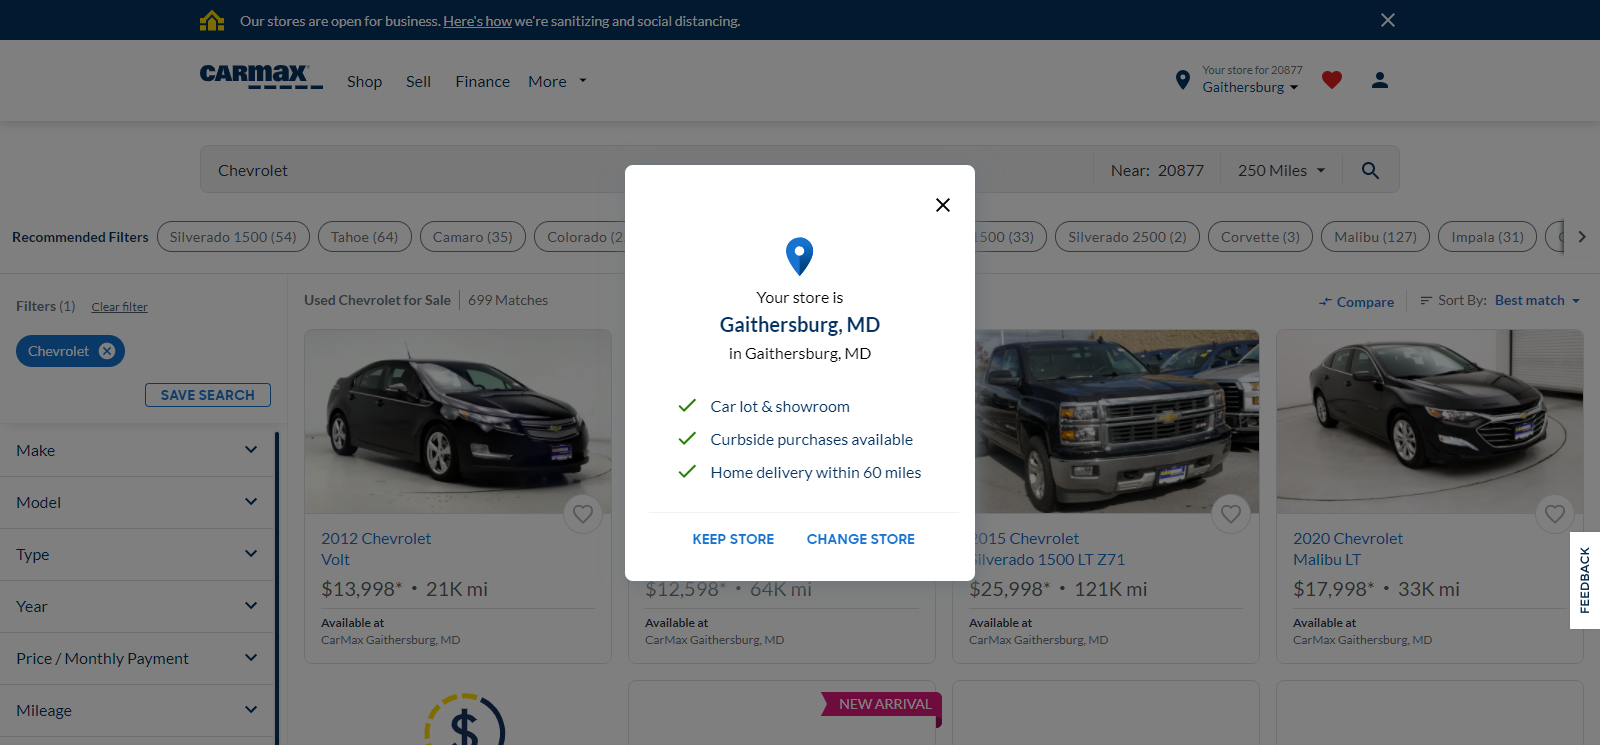 Our stores are open for business. Here's how we're sanitizing and social distancing.
CARMAX
Shop
Sell
Finance
More
Your store for 20877
Gaithersburg
Chevrolet
Near: 20877
250 Miles
Recommended Filters
Silverado 1500 (54)
Tahoe (64)
Camaro (35)
Colorado (2
1500 (33)
Silverado 2500 (2)
Corvette (3)
Malibu (127)
Impala (31)
Filters (1)
Clear filter
Chevrolet
SAVE SEARCH
Make
Model
Type
Year
Price / Monthly Payment
Mileage
Used Chevrolet for Sale
699 Matches
Compare
Sort By: Best match
Your store is
Gaithersburg, MD
in Gaithersburg, MD
Car lot & showroom
Curbside purchases available
Home delivery within 60 miles
KEEP STORE
CHANGE STORE
2012 Chevrolet
Volt
$13,998* • 21K mi
Available at
CarMax Gaithersburg, MD
$12,598* • 64K mi
Available at
CarMax Gaithersburg, MD
2015 Chevrolet
Silverado 1500 LT Z71
$25,998* • 121K mi
Available at
CarMax Gaithersburg, MD
2020 Chevrolet
Malibu LT
$17,998* • 33K mi
Available at
CarMax Gaithersburg, MD
$
NEW ARRIVAL
FEEDBACK